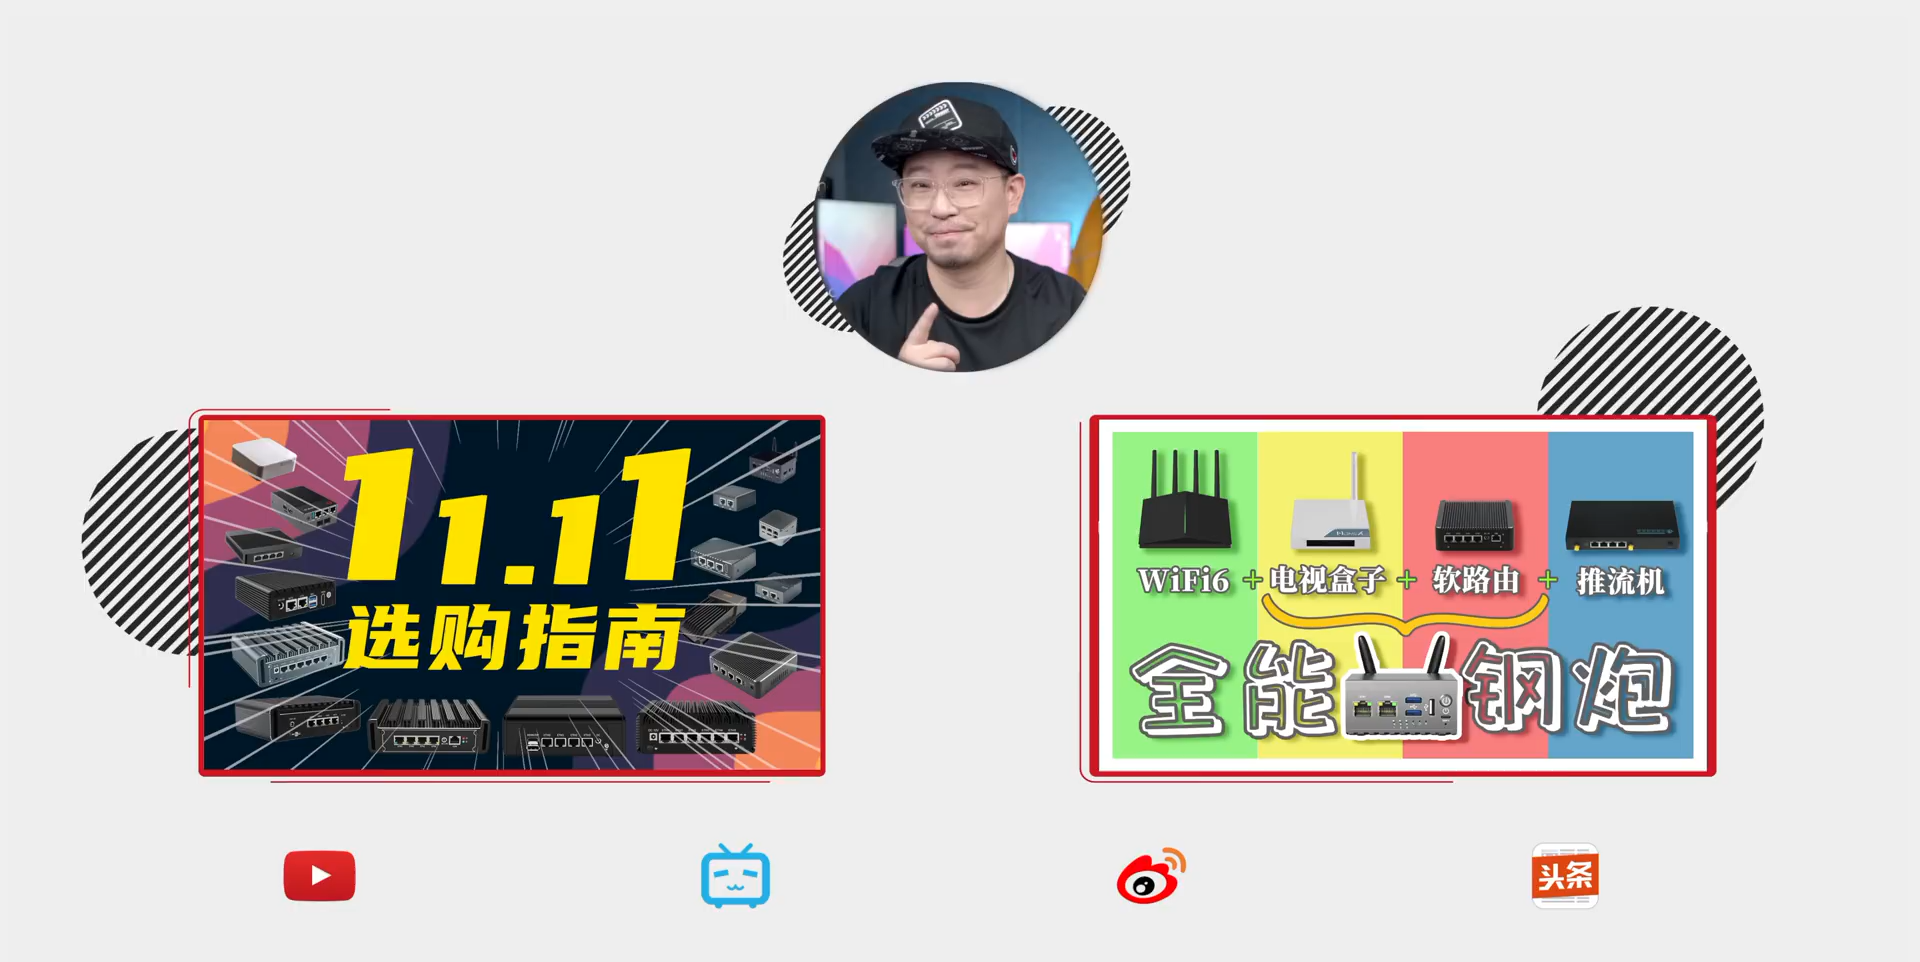 11.11
选购指南
WiFi6 + 电视盒子 + 软路由 + 推流机
全能钢炮
头条